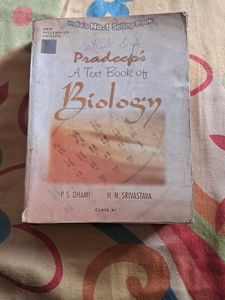 India's No.1 Selling Book
NEW
MILLENNIUM
EDITION
Pradeep's
A Text Book of
Biology
P. S. DHAMI H. N. SRIVASTAVA
CLASS XI